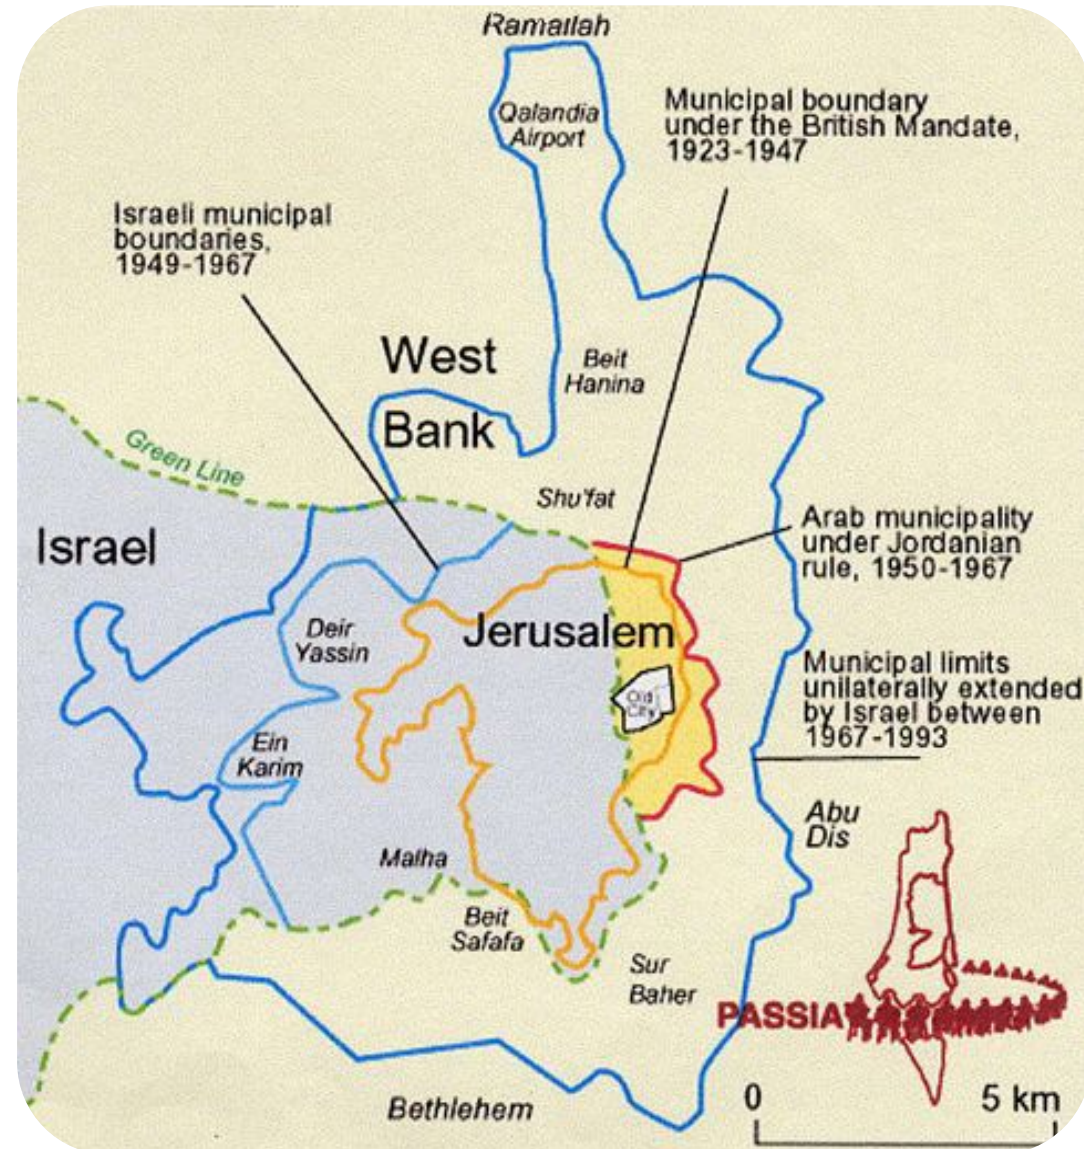 Ramallah
Qalandia
Airport
Municipal boundary
under the British Mandate,
1923-1947
Israeli municipal
boundaries,
1949-1967
West
Bank
Beit
Hanina
Green Line
Shu'fat
Israel
Arab municipality
under Jordanian
rule, 1950-1967
Deir
Yassin
Jerusalem
Old
City
Municipal limits
unilaterally extended
by Israel between
1967-1993
Ein
Karim
Abu
Dis
Malha
Beit
Safafa
Sur
Baher
PASSIA
Bethlehem
0 5 km